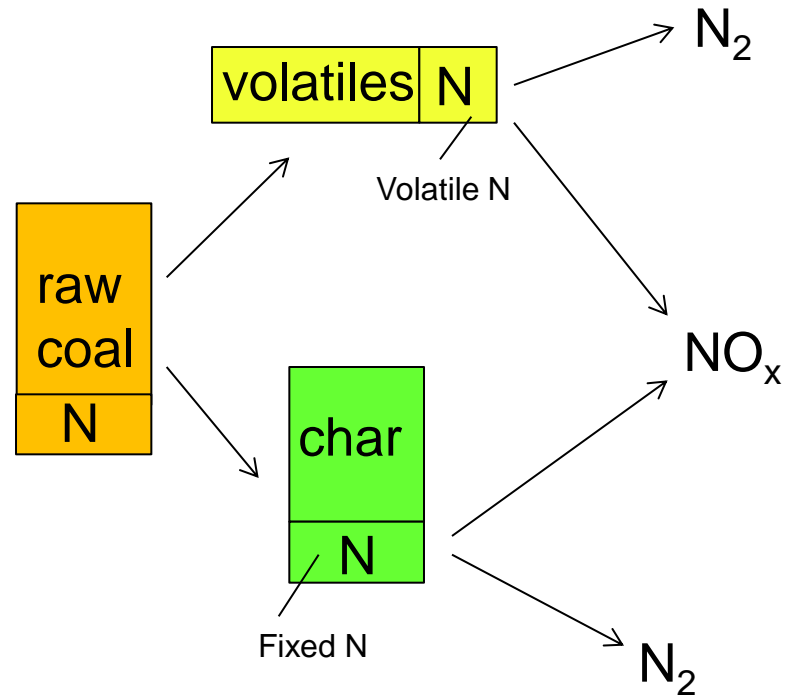 N₂
volatiles N
Volatile N
raw
coal
N
NOₓ
char
N
Fixed N
N₂